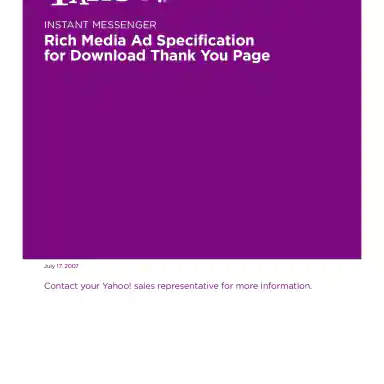 INSTANT MESSENGER
Rich Media Ad Specification
for Download Thank You Page
July 17, 2007
Contact your Yahoo! sales representative for more information.